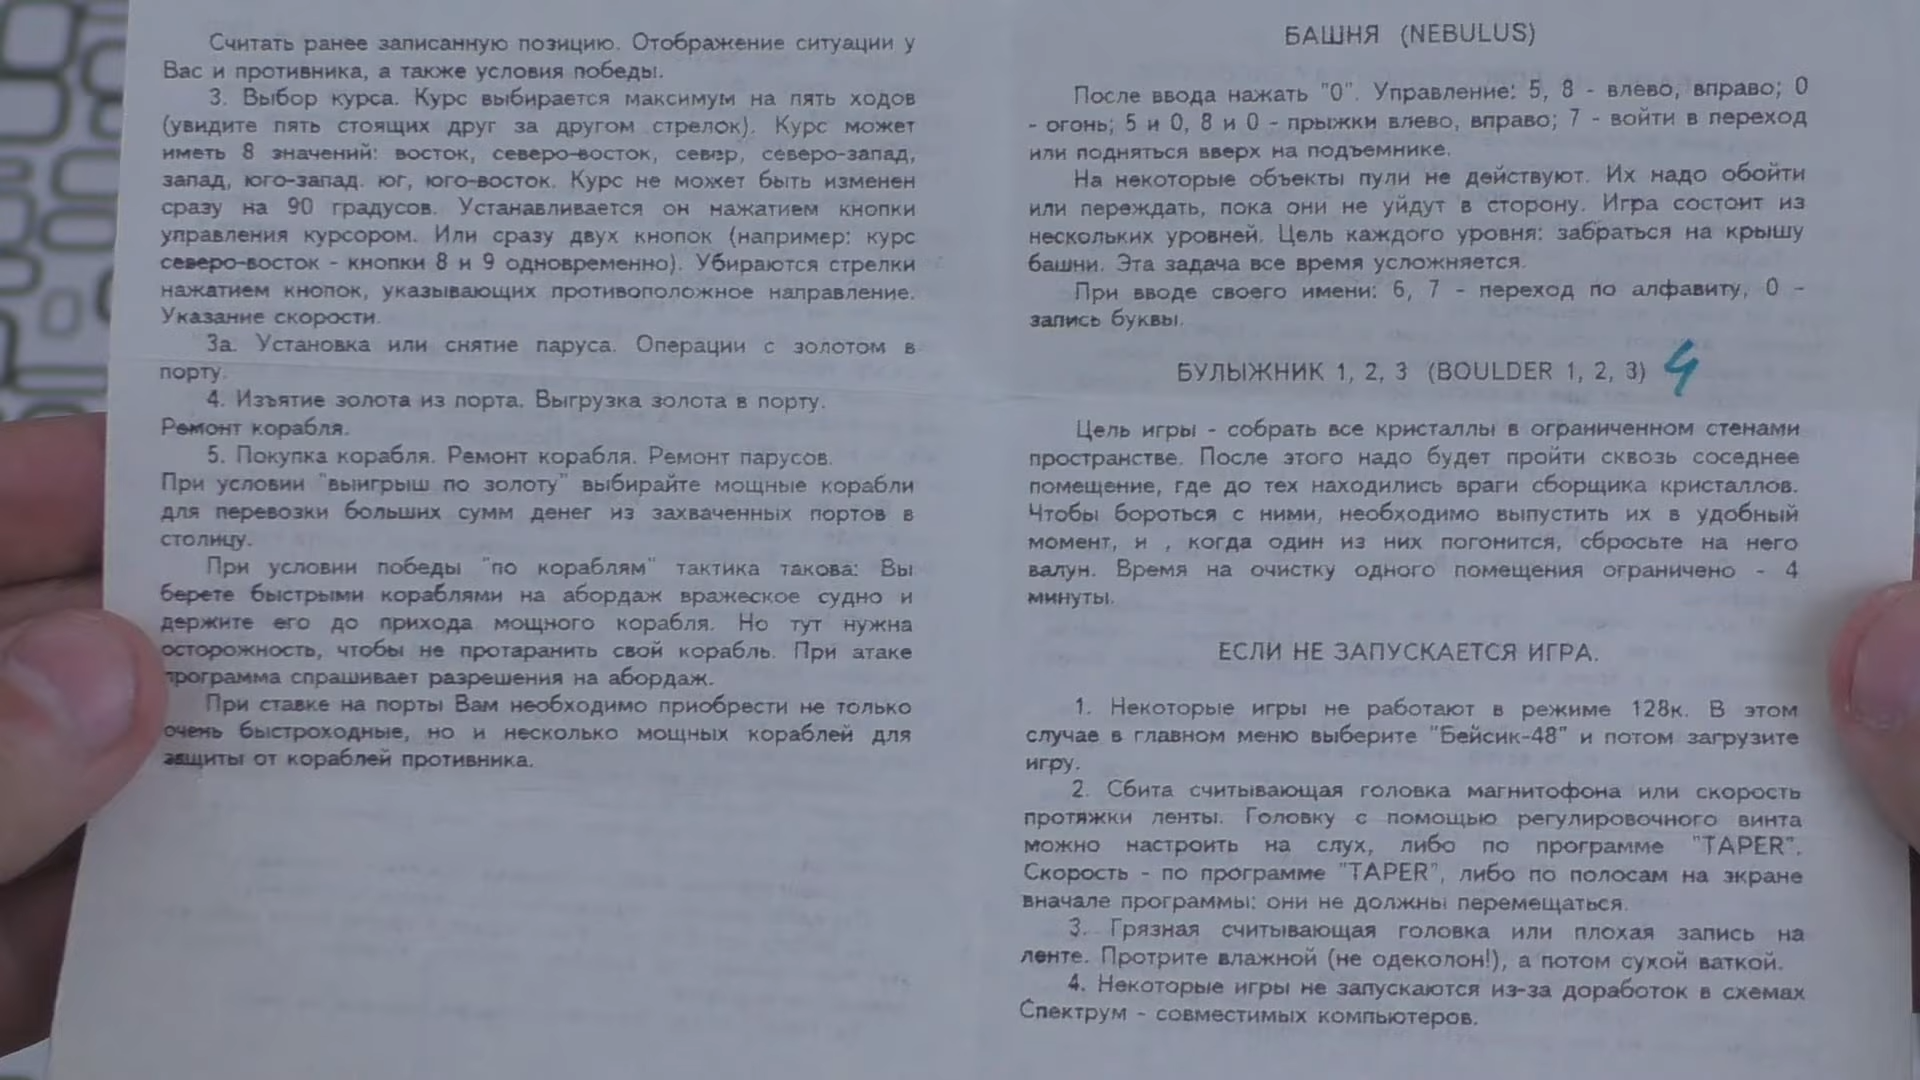 Считать ранее записанную позицию. Отображение ситуации у
Вас и противника, а также условия победы.
3. Выбор курса. Курс выбирается максимум на пять ходов
(увидите пять стоящих друг за другом стрелок). Курс может
иметь 8 значений: восток, северо-восток, север, северо-запад,
запад, юго-запад. юг, юго-восток. Курс не может быть изменен
сразу на 90 градусов. Устанавливается он нажатием кнопки
управления курсором. Или сразу двух кнопок (например: курс
северо-восток - кнопки 8 и 9 одновременно). Убираются стрелки
нажатием кнопок, указывающих противоположное направление.
Указание скорости.
3а. Установка или снятие паруса. Операции с золотом в
порту.
4. Изъятие золота из порта. Выгрузка золота в порту.
Ремонт корабля.
5. Покупка корабля. Ремонт корабля. Ремонт парусов.
При условии "выигрыш по золоту" выбирайте мощные корабли
для перевозки больших сумм денег из захваченных портов в
столицу.
При условии победы "по кораблям" тактика такова: Вы
берете быстрыми кораблями на абордаж вражеское судно и
держите его до прихода мощного корабля. Но тут нужна
осторожность, чтобы не протаранить свой корабль. При атаке
программа спрашивает разрешения на абордаж.
При ставке на порты Вам необходимо приобрести не только
очень быстроходные, но и несколько мощных кораблей для
защиты от кораблей противника.
БАШНЯ (NEBULUS)
После ввода нажать "0". Управление: 5, 8 - влево, вправо; 0
- огонь; 5 и 0, 8 и 0 - прыжки влево, вправо; 7 - войти в переход
или подняться вверх на подъемнике.
На некоторые объекты пули не действуют. Их надо обойти
или переждать, пока они не уйдут в сторону. Игра состоит из
нескольких уровней. Цель каждого уровня: забраться на крышу
башни. Эта задача все время усложняется.
При вводе своего имени: 6, 7 - переход по алфавиту, 0 -
запись буквы.
БУЛЫЖНИК 1, 2, 3 (BOULDER 1, 2, 3) 4
Цель игры - собрать все кристаллы в ограниченном стенами
пространстве. После этого надо будет пройти сквозь соседнее
помещение, где до тех находились враги сборщика кристаллов.
Чтобы бороться с ними, необходимо выпустить их в удобный
момент, и , когда один из них погонится, сбросьте на него
валун. Время на очистку одного помещения ограничено - 4
минуты.
ЕСЛИ НЕ ЗАПУСКАЕТСЯ ИГРА.
1. Некоторые игры не работают в режиме 128к. В этом
случае в главном меню выберите "Бейсик-48" и потом загрузите
игру.
2. Сбита считывающая головка магнитофона или скорость
протяжки ленты. Головку с помощью регулировочного винта
можно настроить на слух, либо по программе "TAPER".
Скорость - по программе "TAPER", либо по полосам на экране
вначале программы: они не должны перемещаться.
3. Грязная считывающая головка или плохая запись на
ленте. Протрите влажной (не одеколон!), а потом сухой ваткой.
4. Некоторые игры не запускаются из-за доработок в схемах
Спектрум - совместимых компьютеров.